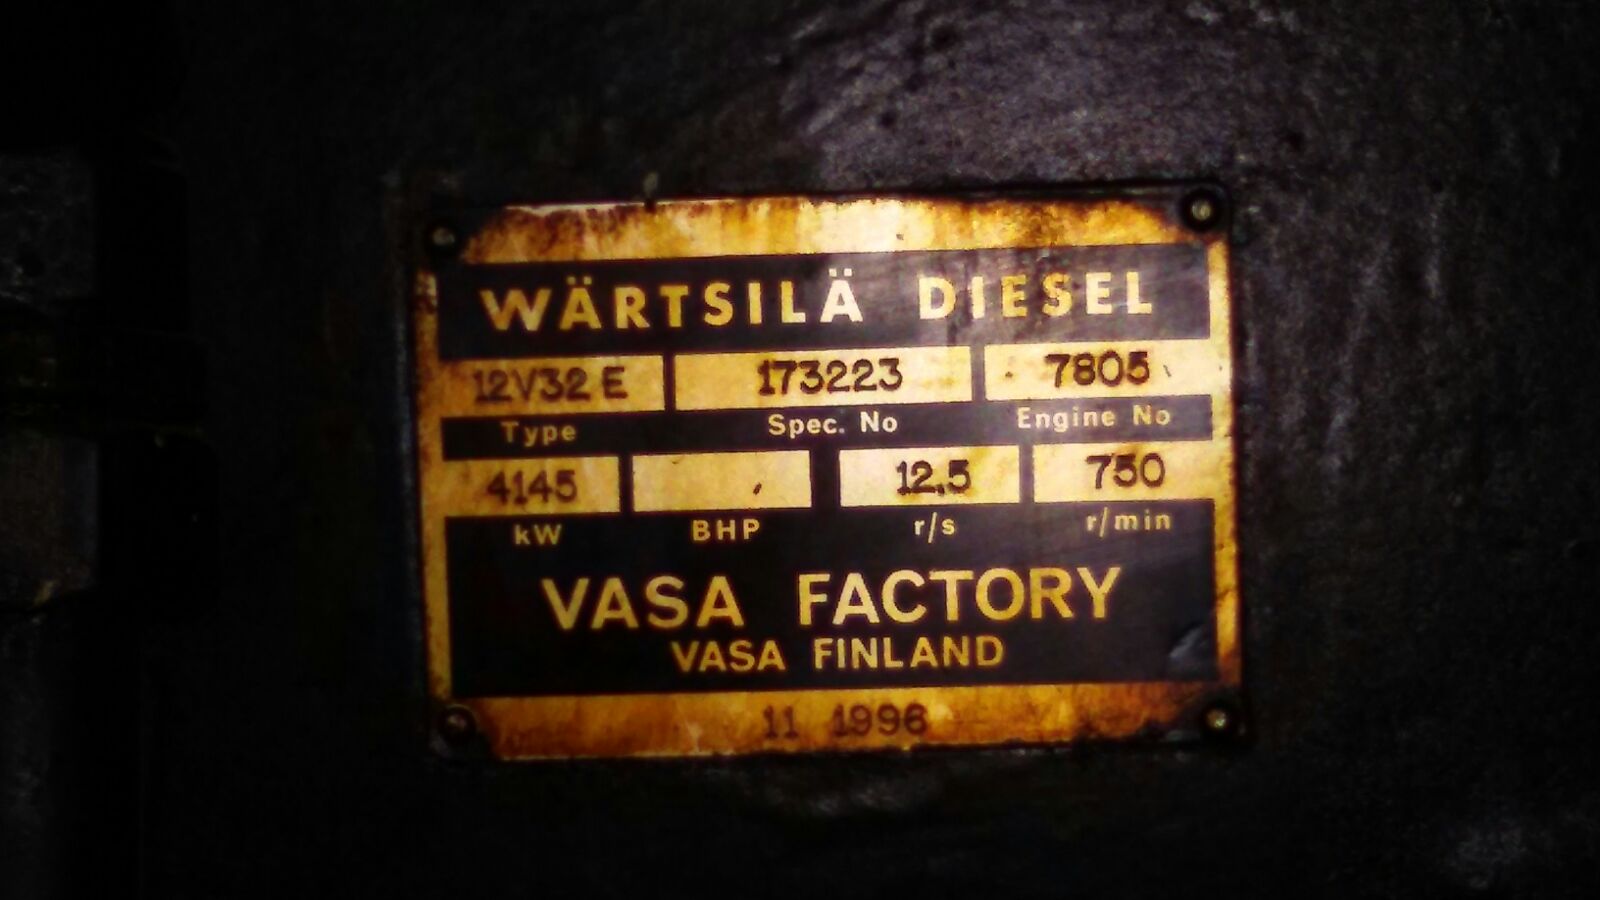 WÄRTSILÄ DIESEL
12V32 E 173223 7805
Type Spec. No Engine No
4145 12,5 750
kW BHP r/s r/min
VASA FACTORY
VASA FINLAND
11 1996